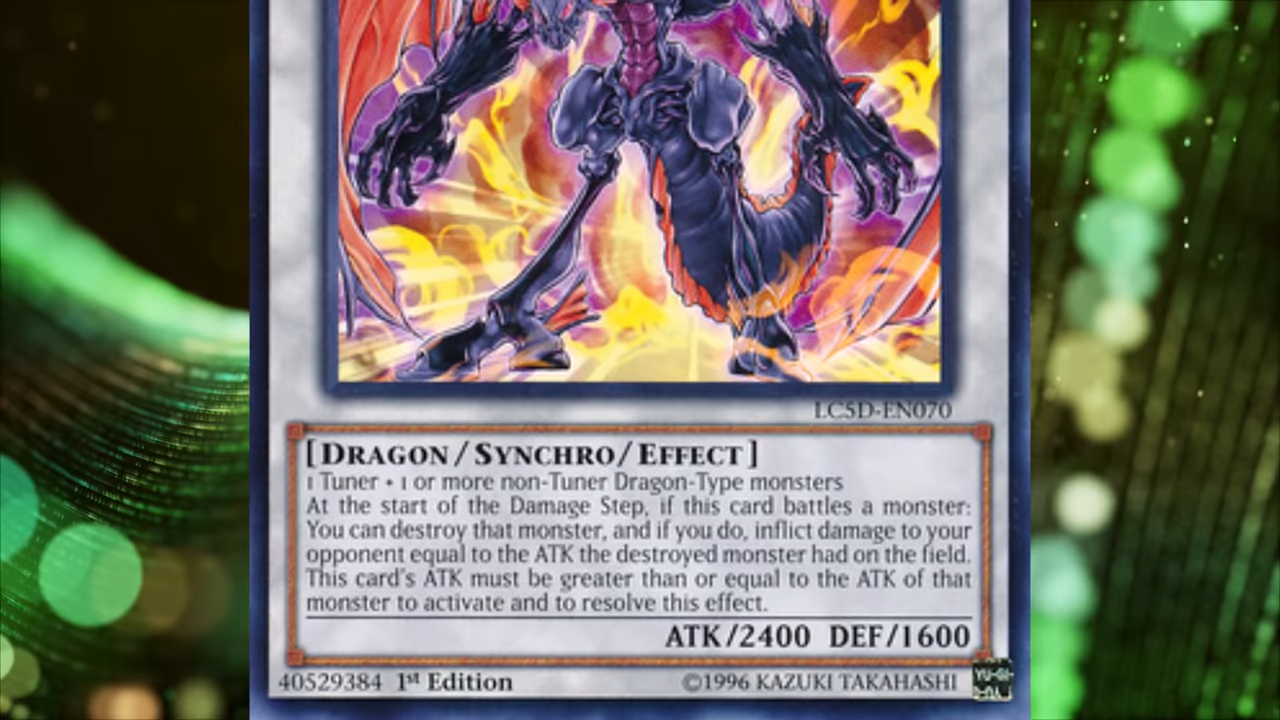 LC5D-EN070
[DRAGON/SYNCHRO/EFFECT]
1 Tuner + 1 or more non-Tuner Dragon-Type monsters
At the start of the Damage Step, if this card battles a monster:
You can destroy that monster, and if you do, inflict damage to your
opponent equal to the ATK the destroyed monster had on the field.
This card's ATK must be greater than or equal to the ATK of that
monster to activate and to resolve this effect.
ATK/2400 DEF/1600
40529384 1st Edition ©1996 KAZUKI TAKAHASHI